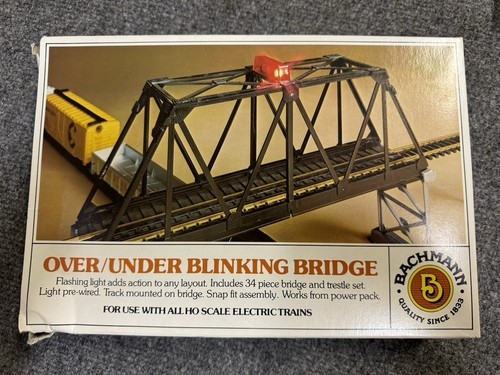 OVER/UNDER BLINKING BRIDGE
Flashing light adds action to any layout. Includes 34 piece bridge and trestle set.
Light pre-wired. Track mounted on bridge. Snap fit assembly. Works from power pack.
FOR USE WITH ALL HO SCALE ELECTRIC TRAINS
BACHMANN
B
• QUALITY SINCE 1833 •